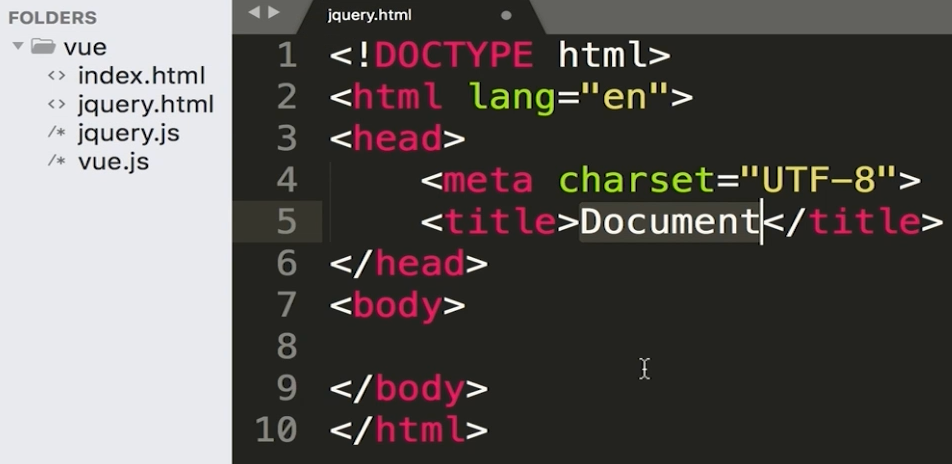 FOLDERS
vue
<> index.html
<> jquery.html
/* jquery.js
/* vue.js
jquery.html
1 <!DOCTYPE html>
2 <html lang="en">
3 <head>
4     <meta charset="UTF-8">
5     <title>Document</title>
6 </head>
7 <body>
8
9 </body>
10 </html>